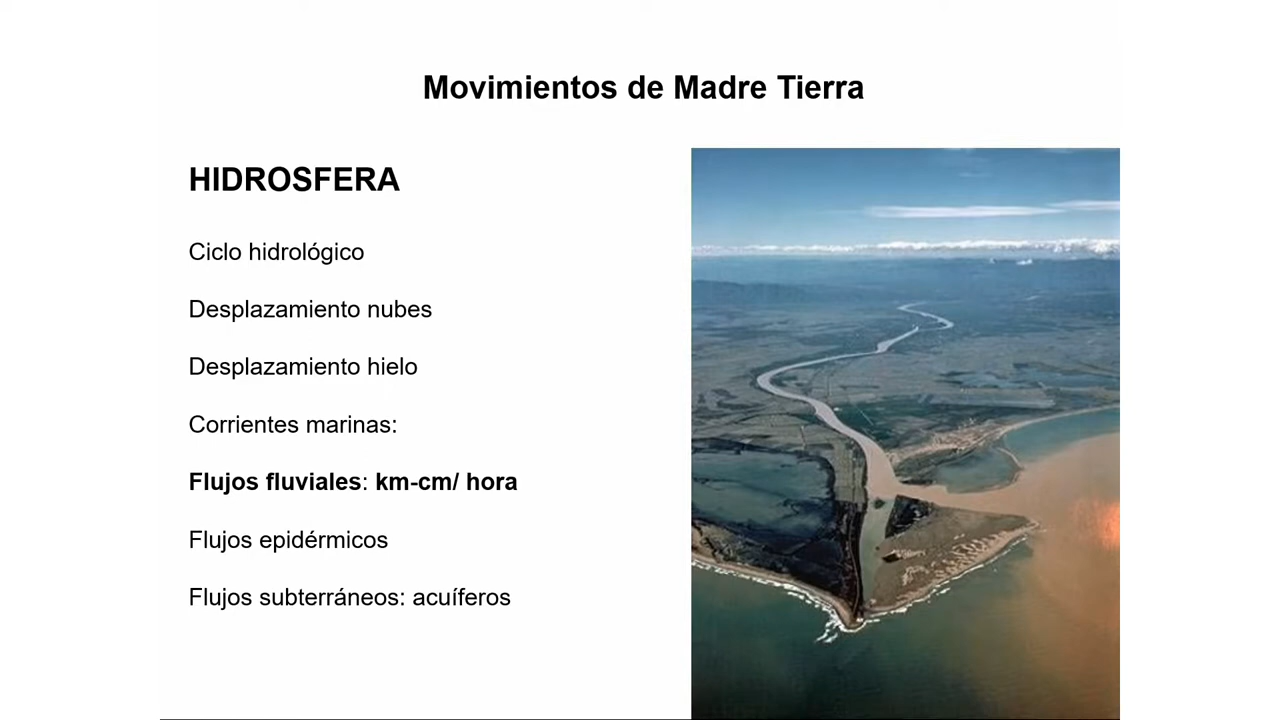 Movimientos de Madre Tierra
HIDROSFERA
Ciclo hidrológico
Desplazamiento nubes
Desplazamiento hielo
Corrientes marinas:
Flujos fluviales: km-cm/ hora
Flujos epidérmicos
Flujos subterráneos: acuíferos